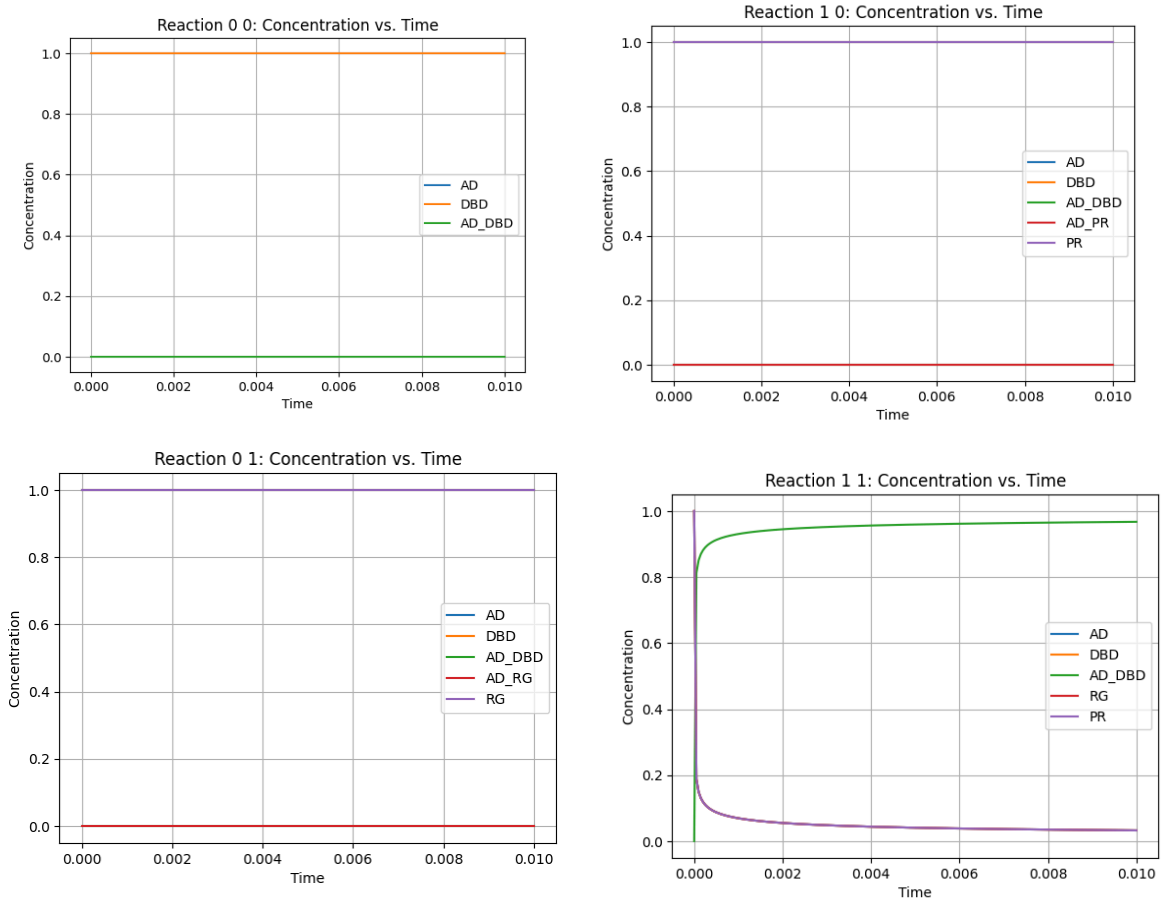 Reaction 0 0: Concentration vs. Time
1.0
0.8
0.6
0.4
0.2
0.0
Concentration
AD
DBD
AD_DBD
0.000 0.002 0.004 0.006 0.008 0.010
Time
Reaction 1 0: Concentration vs. Time
1.0
0.8
0.6
0.4
0.2
0.0
Concentration
AD
DBD
AD_DBD
AD_PR
PR
0.000 0.002 0.004 0.006 0.008 0.010
Time
Reaction 0 1: Concentration vs. Time
1.0
0.8
0.6
0.4
0.2
0.0
Concentration
AD
DBD
AD_DBD
AD_RG
RG
0.000 0.002 0.004 0.006 0.008 0.010
Time
Reaction 1 1: Concentration vs. Time
1.0
0.8
0.6
0.4
0.2
0.0
Concentration
AD
DBD
AD_DBD
RG
PR
0.000 0.002 0.004 0.006 0.008 0.010
Time